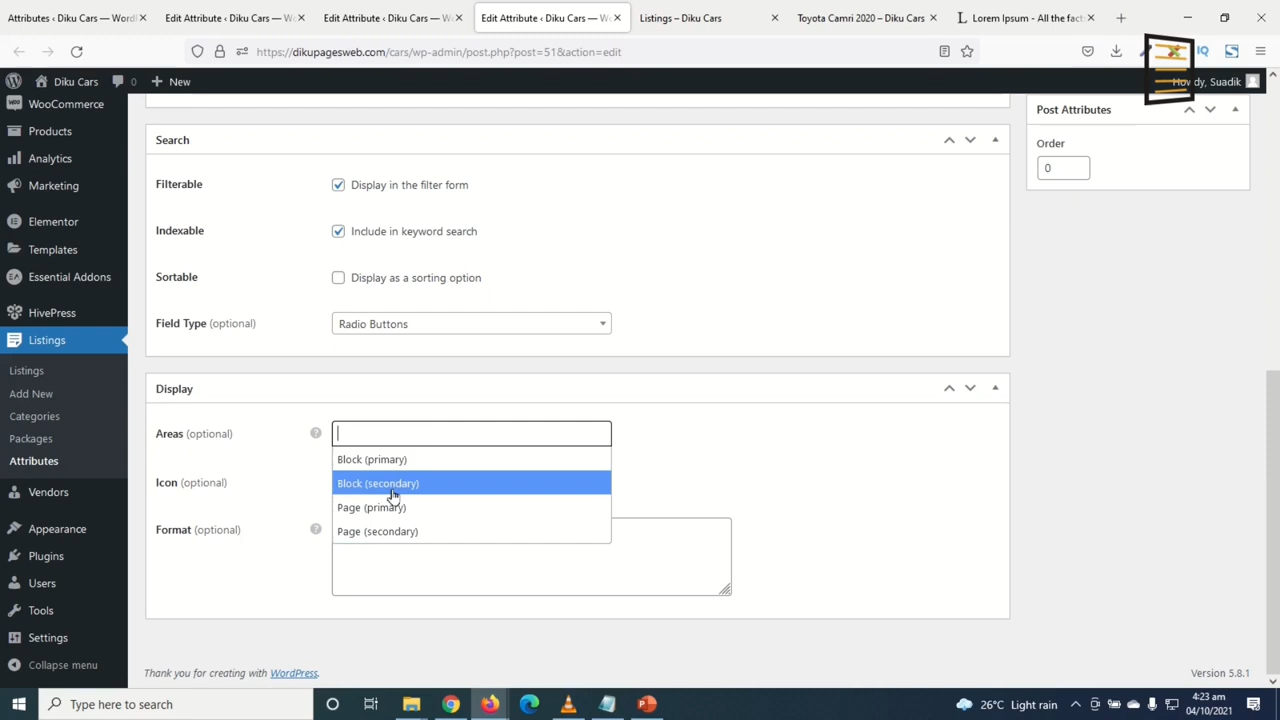 Attributes ‹ Diku Cars — Word
Edit Attribute ‹ Diku Cars — Wo
Edit Attribute ‹ Diku Cars — Wo
Edit Attribute ‹ Diku Cars — Wo
Listings – Diku Cars
Toyota Camri 2020 – Diku Cars
Lorem Ipsum - All the fact
https://dikupagesweb.com/cars/wp-admin/post.php?post=51&action=edit
IQ
Diku Cars
0
New
Suadik
WooCommerce
Products
Analytics
Marketing
Elementor
Templates
Essential Addons
HivePress
Listings
Listings
Add New
Categories
Packages
Attributes
Vendors
Appearance
Plugins
Users
Tools
Settings
Collapse menu
Search
Filterable
Display in the filter form
Indexable
Include in keyword search
Sortable
Display as a sorting option
Field Type (optional)
Radio Buttons
Display
Areas (optional)
Block (primary)
Icon (optional)
Block (secondary)
Page (primary)
Format (optional)
Page (secondary)
Post Attributes
Order
0
Thank you for creating with WordPress.
Version 5.8.1
Type here to search
26°C Light rain
4:23 am
04/10/2021